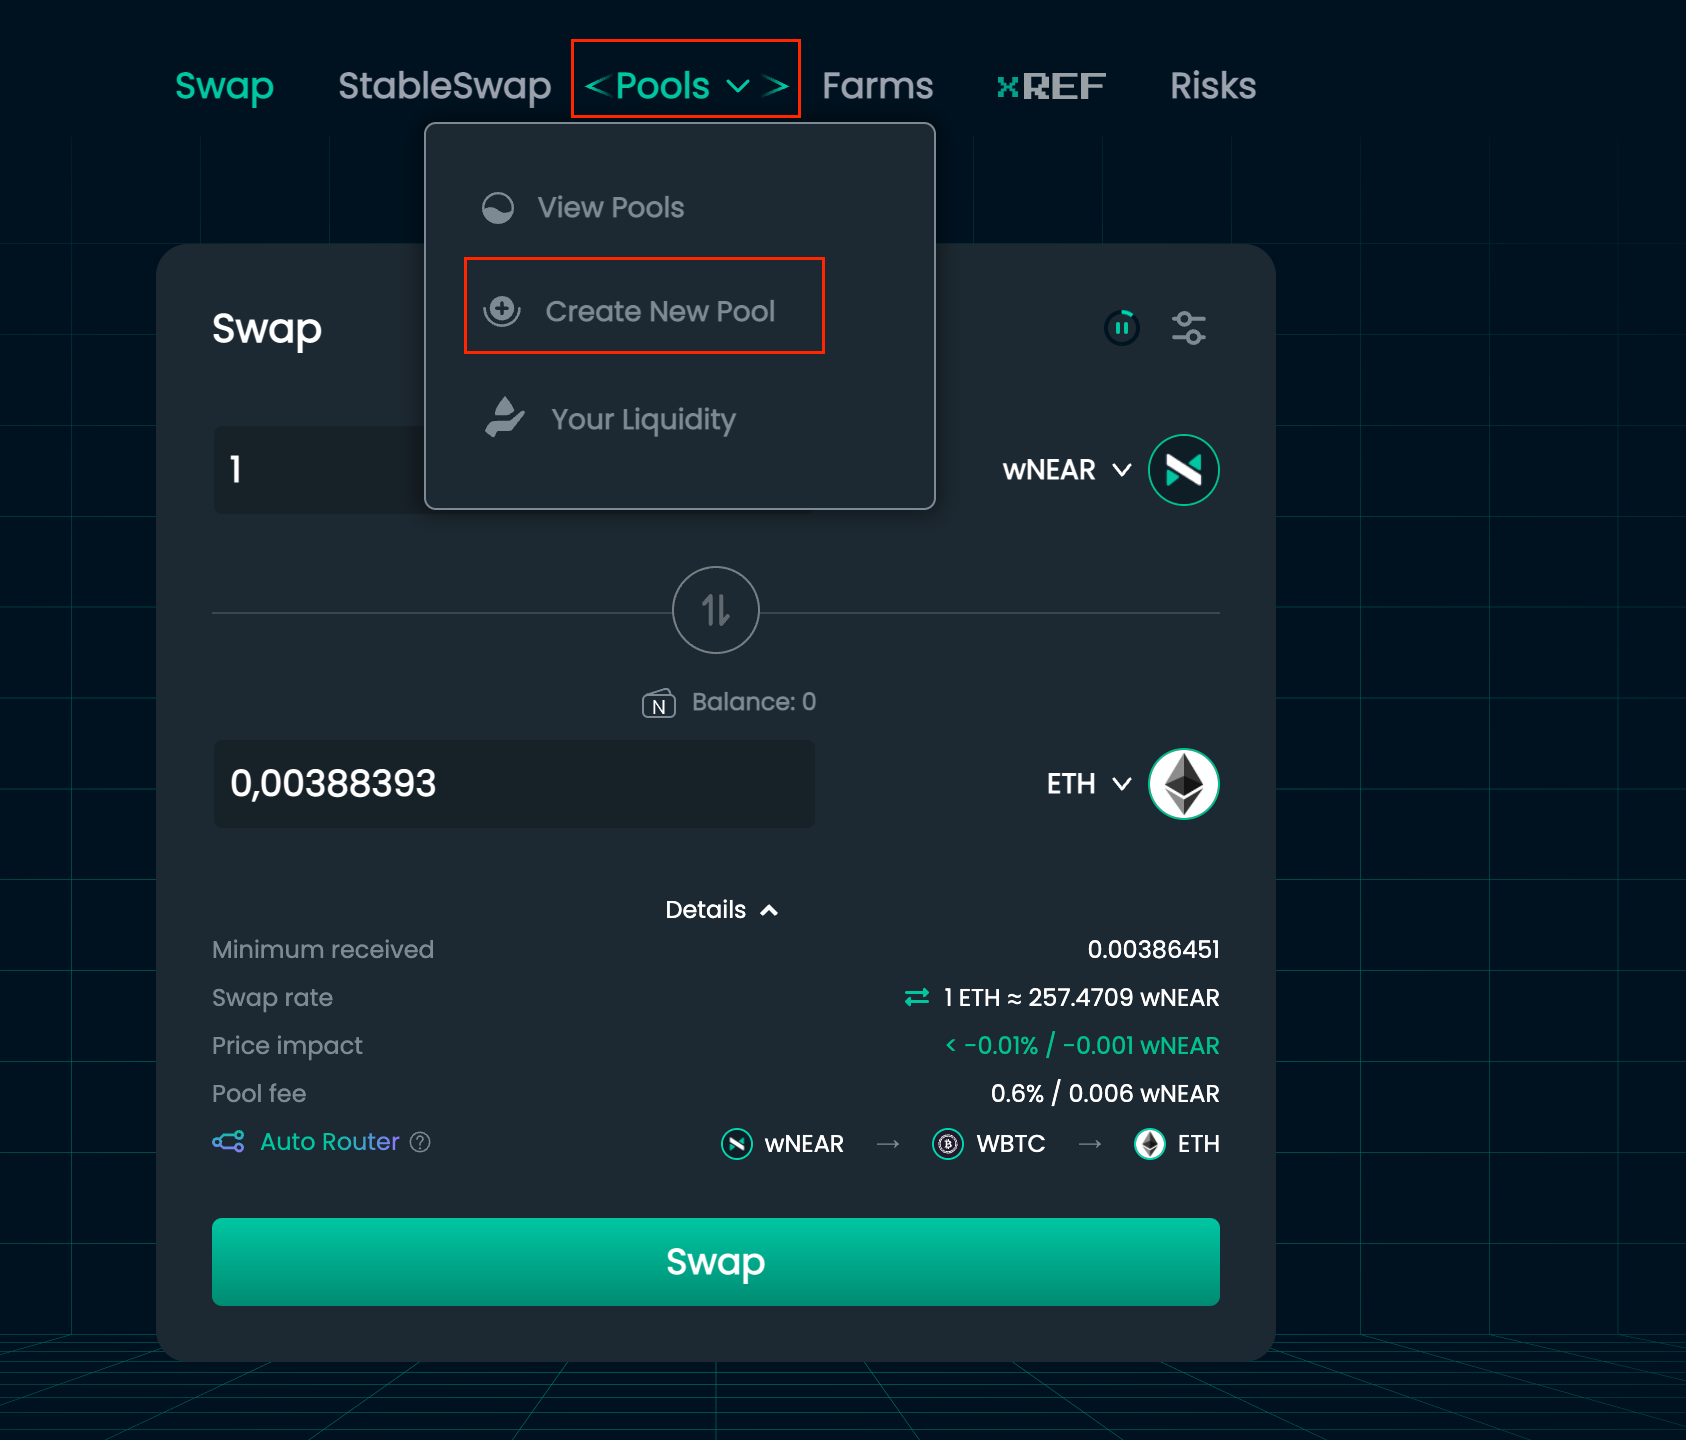 Swap StableSwap <Pools > Farms xREF Risks
View Pools
Create New Pool
Your Liquidity
Swap
1
wNEAR
N Balance: 0
0,00388393
ETH
Details
Minimum received 0.00386451
Swap rate 1 ETH ≈ 257.4709 wNEAR
Price impact < -0.01% / -0.001 wNEAR
Pool fee 0.6% / 0.006 wNEAR
Auto Router ? wNEAR → WBTC → ETH
Swap